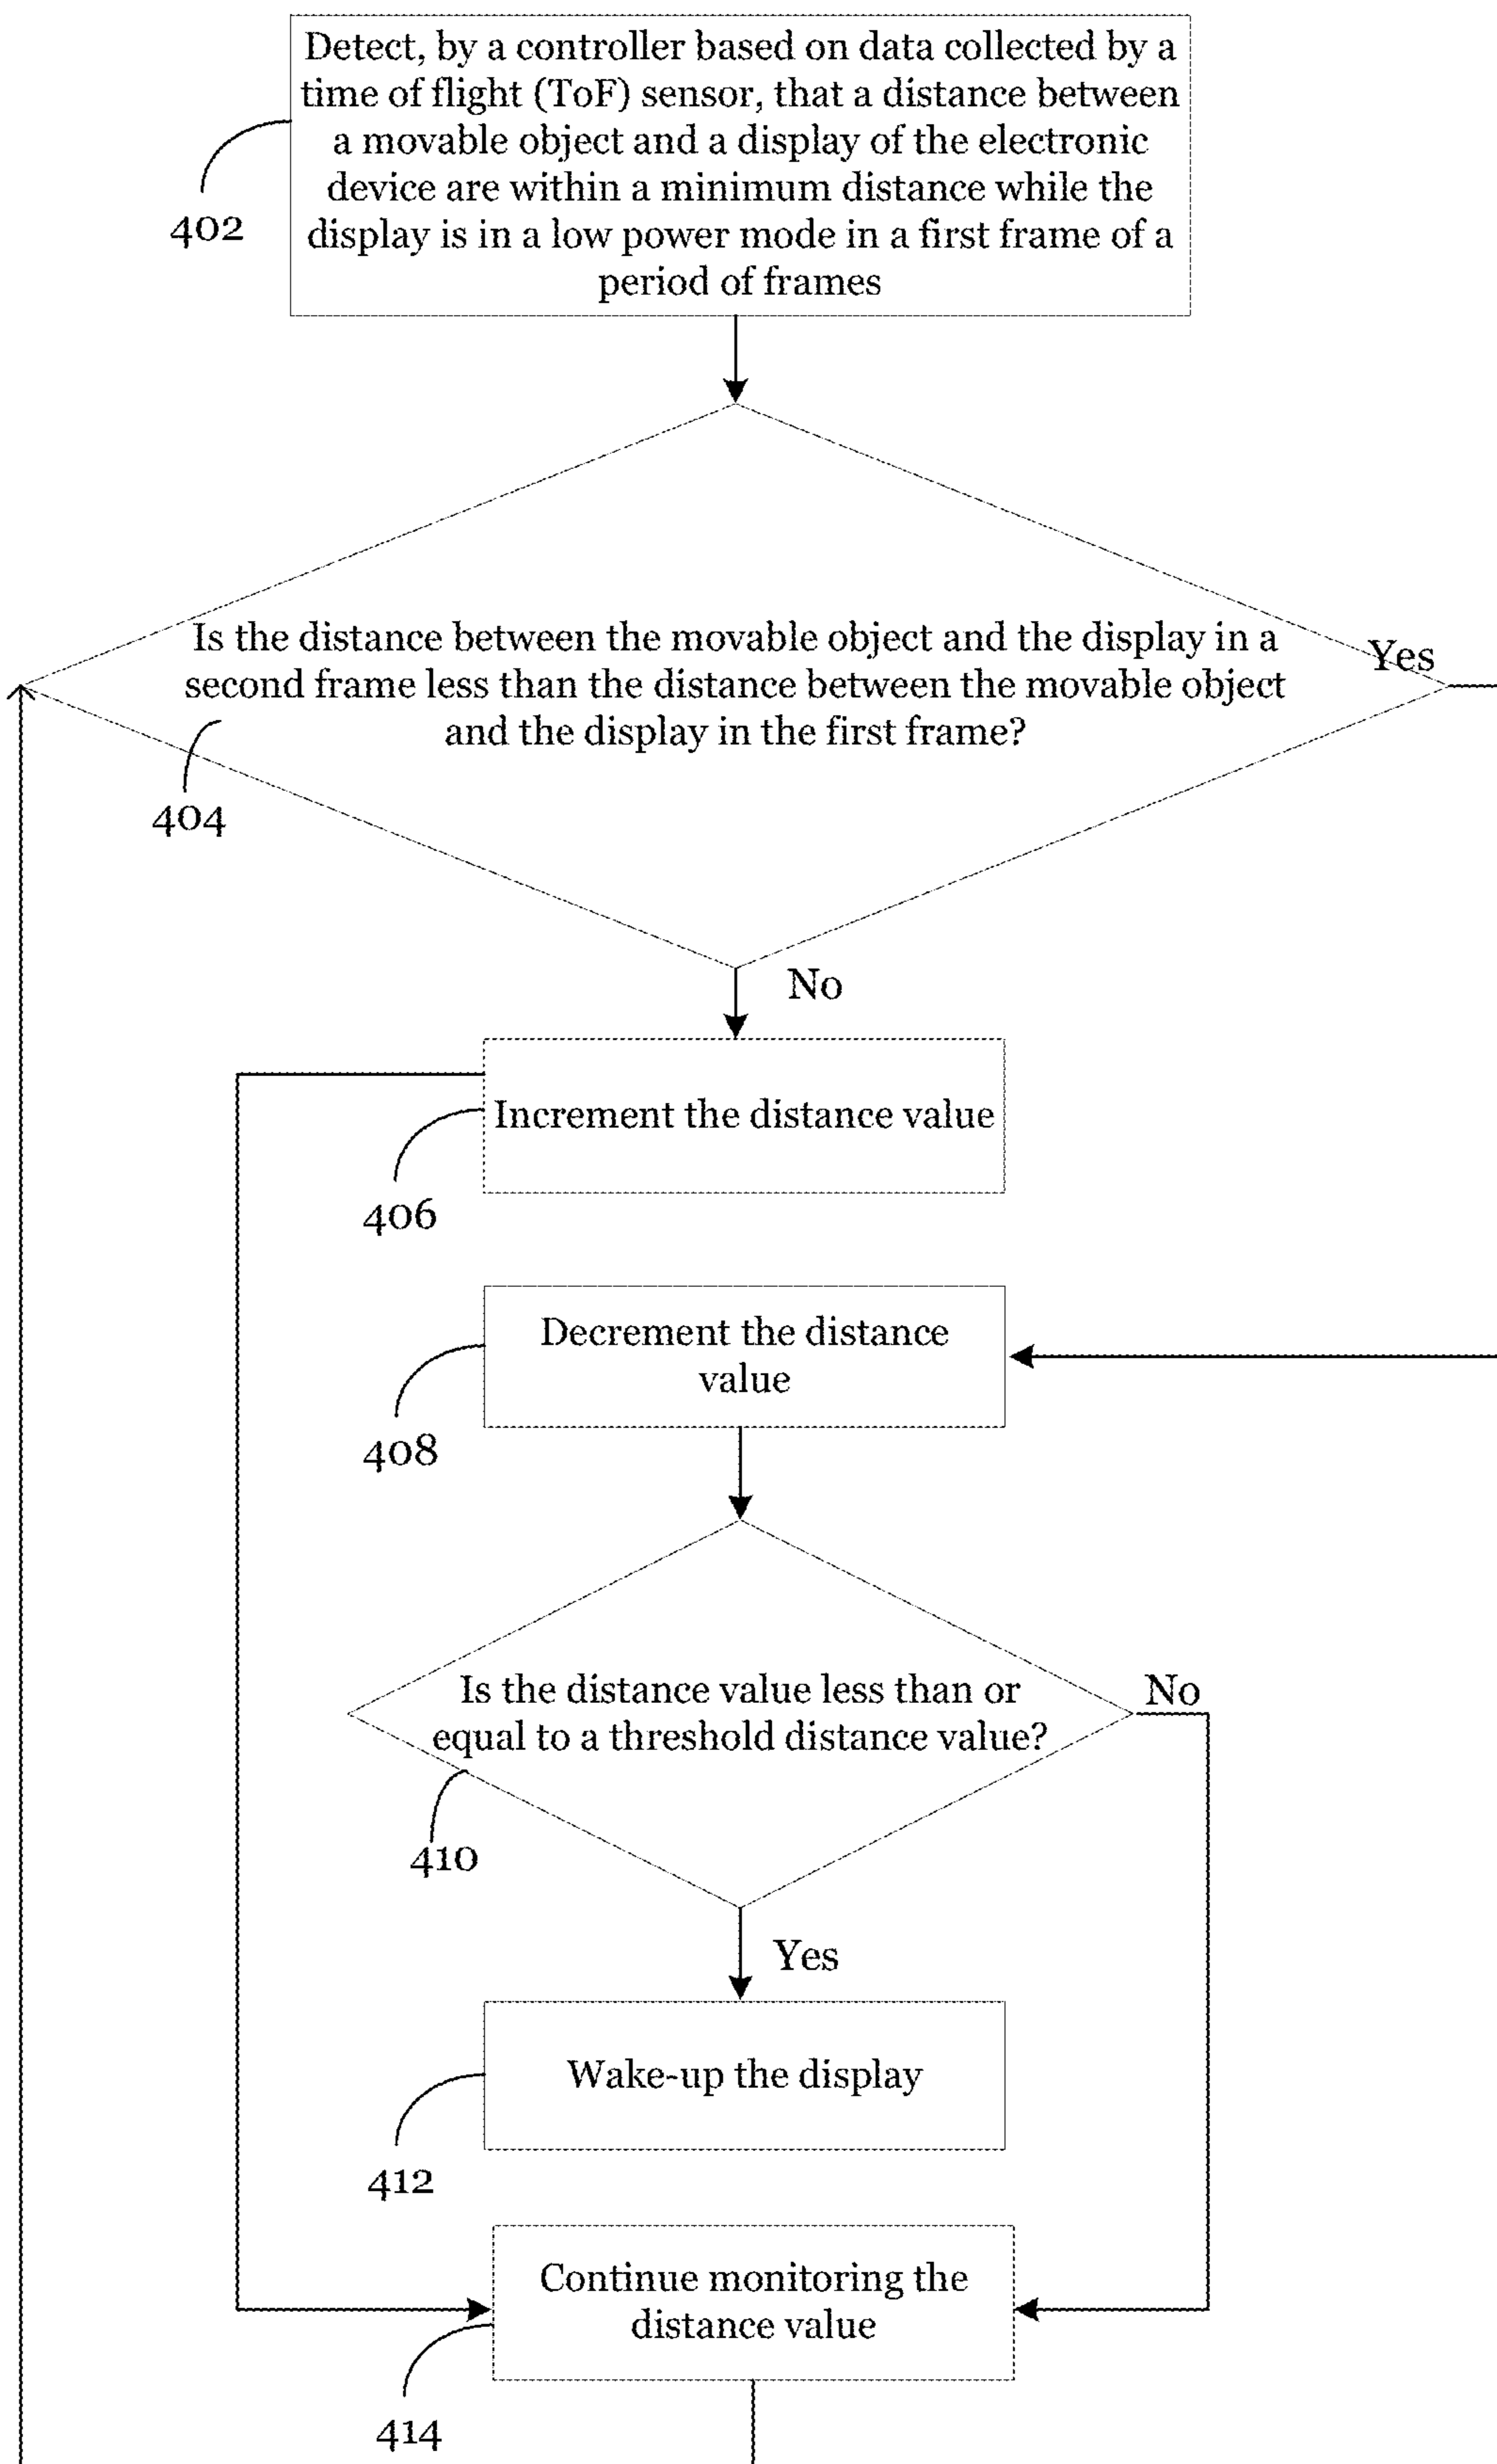 Detect, by a controller based on data collected by a
time of flight (ToF) sensor, that a distance between
a movable object and a display of the electronic
device are within a minimum distance while the
display is in a low power mode in a first frame of a
period of frames
402
Is the distance between the movable object and the display in a
second frame less than the distance between the movable object
and the display in the first frame?
Yes
404
No
Increment the distance value
406
Decrement the distance
value
408
Is the distance value less than or
equal to a threshold distance value?
No
410
Yes
Wake-up the display
412
Continue monitoring the
distance value
414